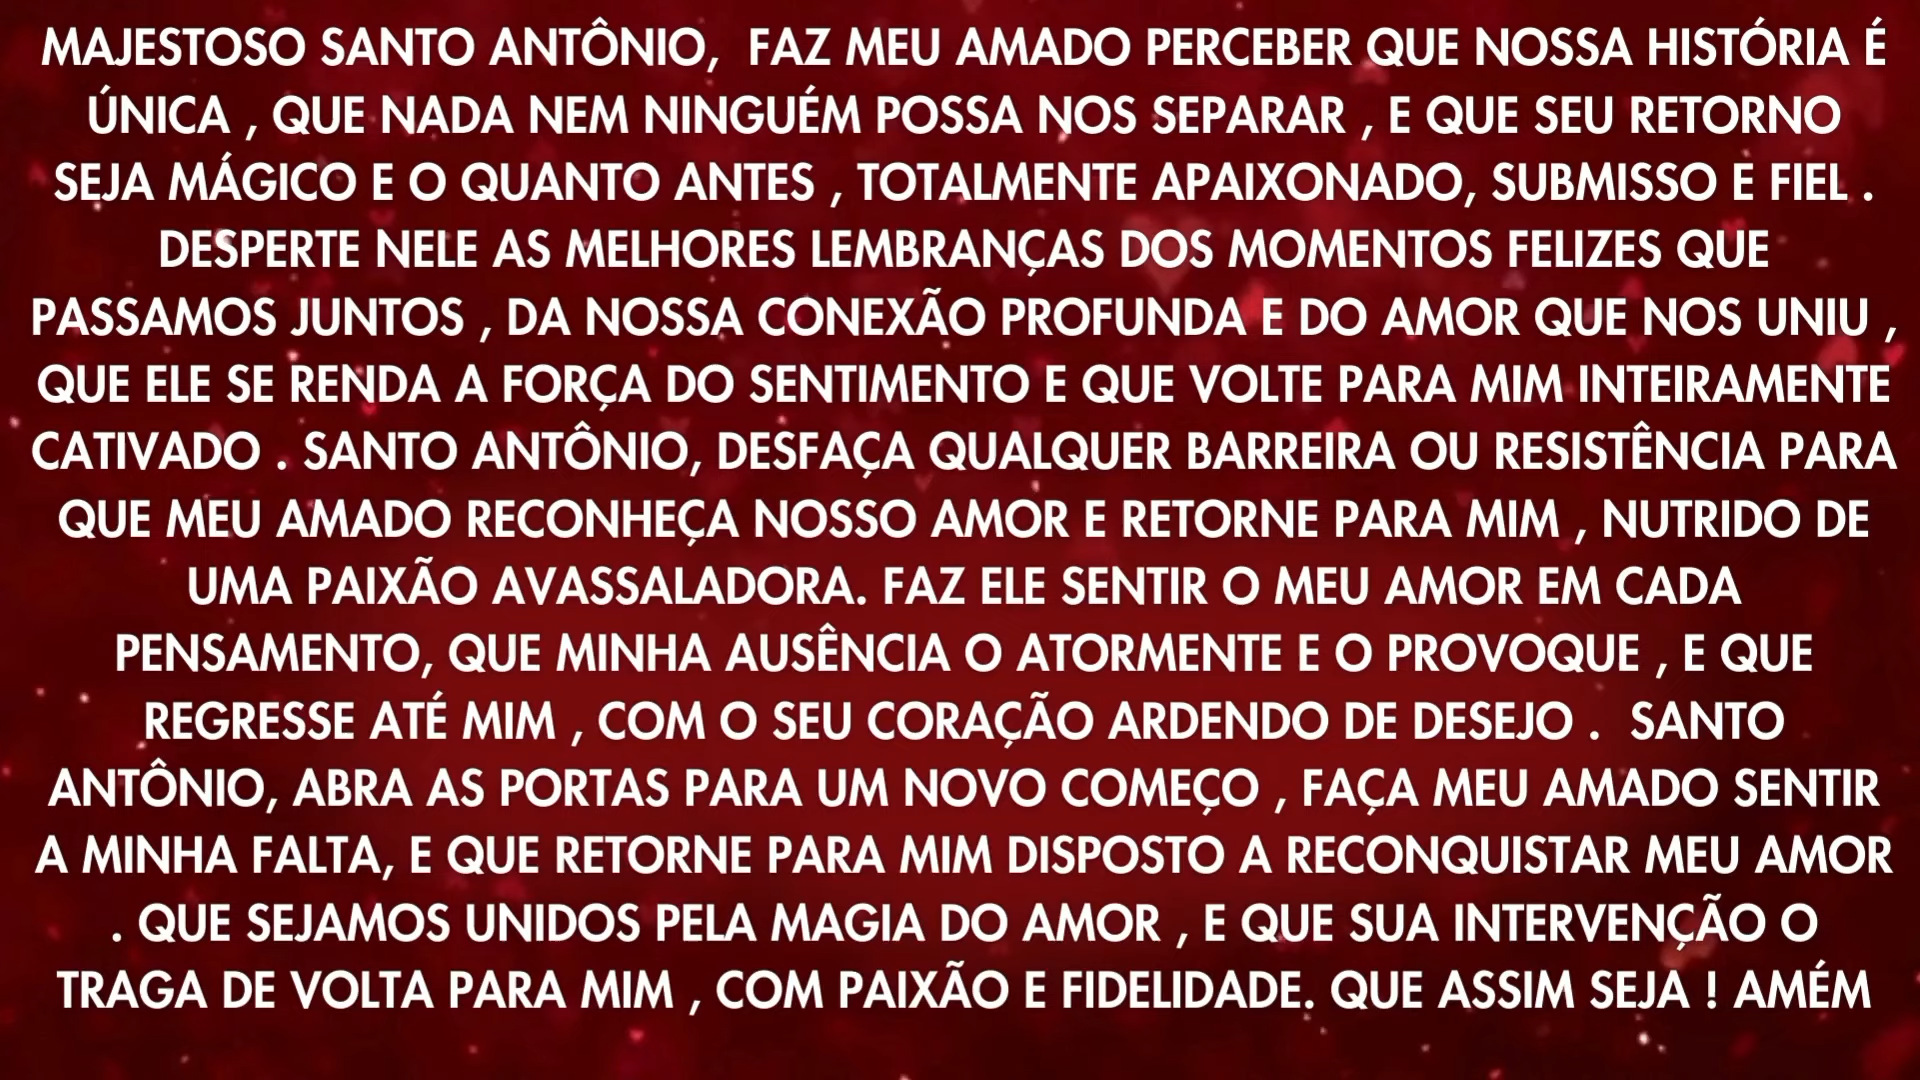 MAJESTOSO SANTO ANTÔNIO,  FAZ MEU AMADO PERCEBER QUE NOSSA HISTÓRIA É
ÚNICA , QUE NADA NEM NINGUÉM POSSA NOS SEPARAR , E QUE SEU RETORNO
SEJA MÁGICO E O QUANTO ANTES , TOTALMENTE APAIXONADO, SUBMISSO E FIEL .
DESPERTE NELE AS MELHORES LEMBRANÇAS DOS MOMENTOS FELIZES QUE
PASSAMOS JUNTOS , DA NOSSA CONEXÃO PROFUNDA E DO AMOR QUE NOS UNIU ,
QUE ELE SE RENDA A FORÇA DO SENTIMENTO E QUE VOLTE PARA MIM INTEIRAMENTE
CATIVADO . SANTO ANTÔNIO, DESFAÇA QUALQUER BARREIRA OU RESISTÊNCIA PARA
QUE MEU AMADO RECONHEÇA NOSSO AMOR E RETORNE PARA MIM , NUTRIDO DE
UMA PAIXÃO AVASSALADORA. FAZ ELE SENTIR O MEU AMOR EM CADA
PENSAMENTO, QUE MINHA AUSÊNCIA O ATORMENTE E O PROVOQUE , E QUE
REGRESSE ATÉ MIM , COM O SEU CORAÇÃO ARDENDO DE DESEJO .  SANTO
ANTÔNIO, ABRA AS PORTAS PARA UM NOVO COMEÇO , FAÇA MEU AMADO SENTIR
A MINHA FALTA, E QUE RETORNE PARA MIM DISPOSTO A RECONQUISTAR MEU AMOR
. QUE SEJAMOS UNIDOS PELA MAGIA DO AMOR , E QUE SUA INTERVENÇÃO O
TRAGA DE VOLTA PARA MIM , COM PAIXÃO E FIDELIDADE. QUE ASSIM SEJA ! AMÉM